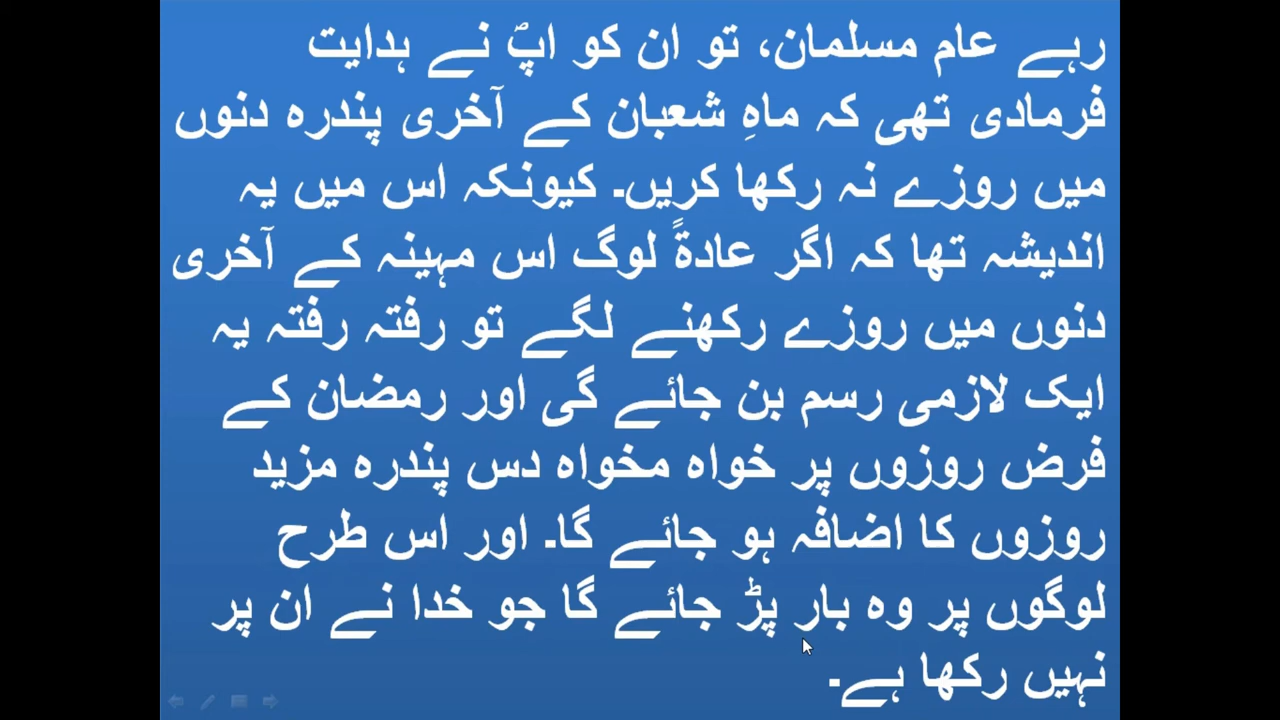 رہے عام مسلمان، تو ان کو اپؐ نے ہدایت
فرمادی تھی کہ ماہِ شعبان کے آخری پندرہ دنوں
میں روزے نہ رکھا کریں۔ کیونکہ اس میں یہ
اندیشہ تھا کہ اگر عادۃً لوگ اس مہینہ کے آخری
دنوں میں روزے رکھنے لگے تو رفتہ رفتہ یہ
ایک لازمی رسم بن جائے گی اور رمضان کے
فرض روزوں پر خواہ مخواہ دس پندرہ مزید
روزوں کا اضافہ ہو جائے گا۔ اور اس طرح
لوگوں پر وہ بار پڑ جائے گا جو خدا نے ان پر
نہیں رکھا ہے۔